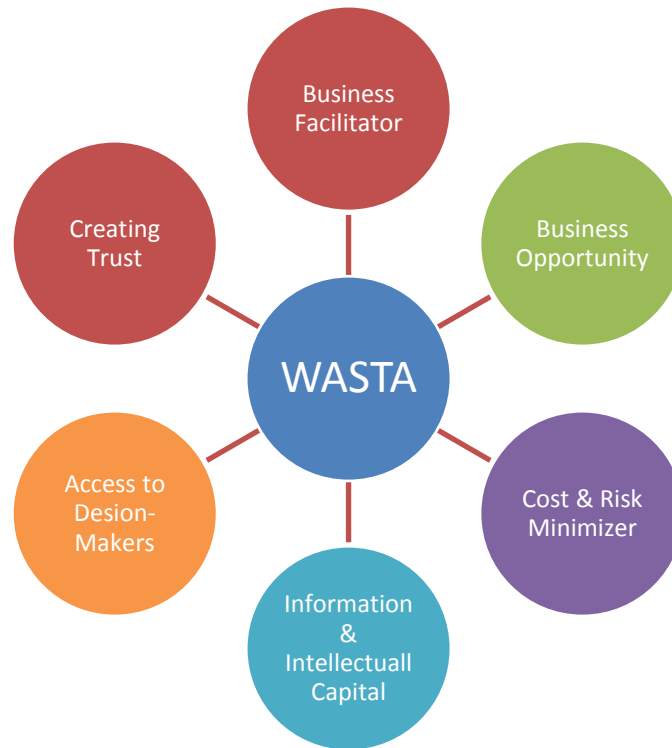 Business
Facilitator
Creating
Trust
Business
Opportunity
WASTA
Access to
Desion-
Makers
Cost & Risk
Minimizer
Information
&
Intellectuall
Capital